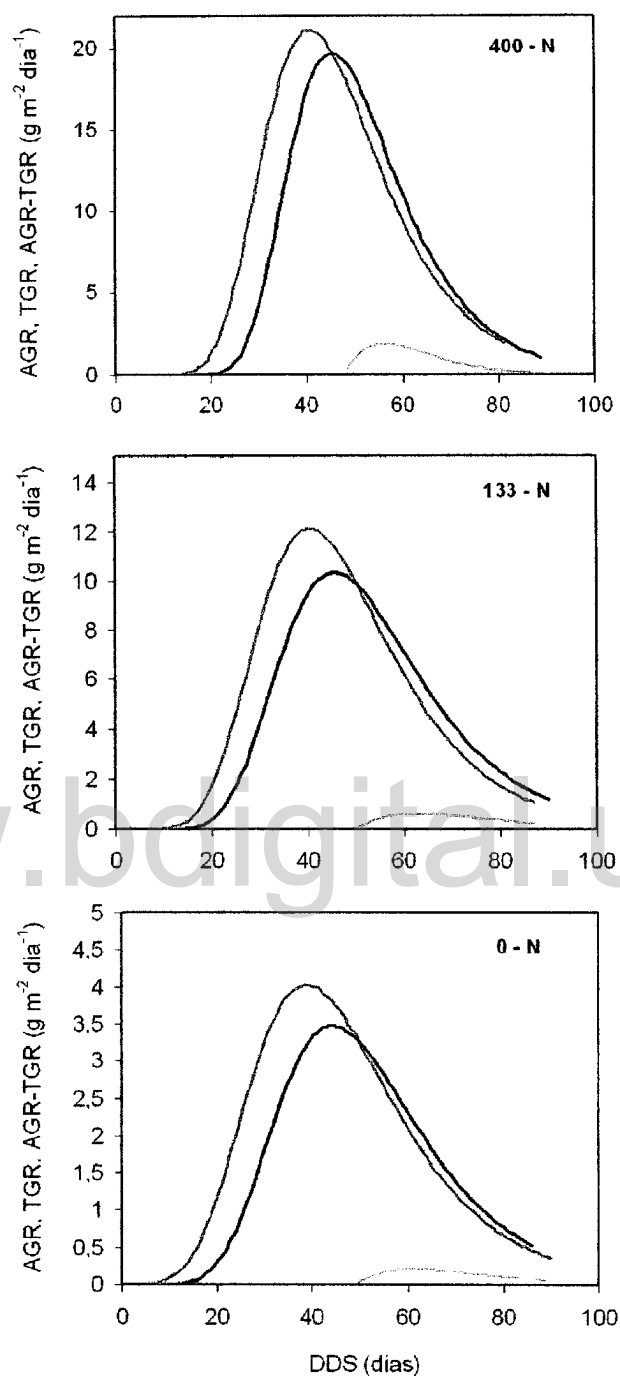 AGR, TGR, AGR-TGR (g m⁻² dia⁻¹)
20
15
10
5
0
400 - N
0 20 40 60 80 100
AGR, TGR, AGR-TGR (g m⁻² dia⁻¹)
14
12
10
8
6
4
2
0
133 - N
0 20 40 60 80 100
.bdigital.u
AGR, TGR, AGR-TGR (g m⁻² dia⁻¹)
5
4,5
4
3,5
3
2,5
2
1,5
1
0,5
0
0 - N
0 20 40 60 80 100
DDS (días)